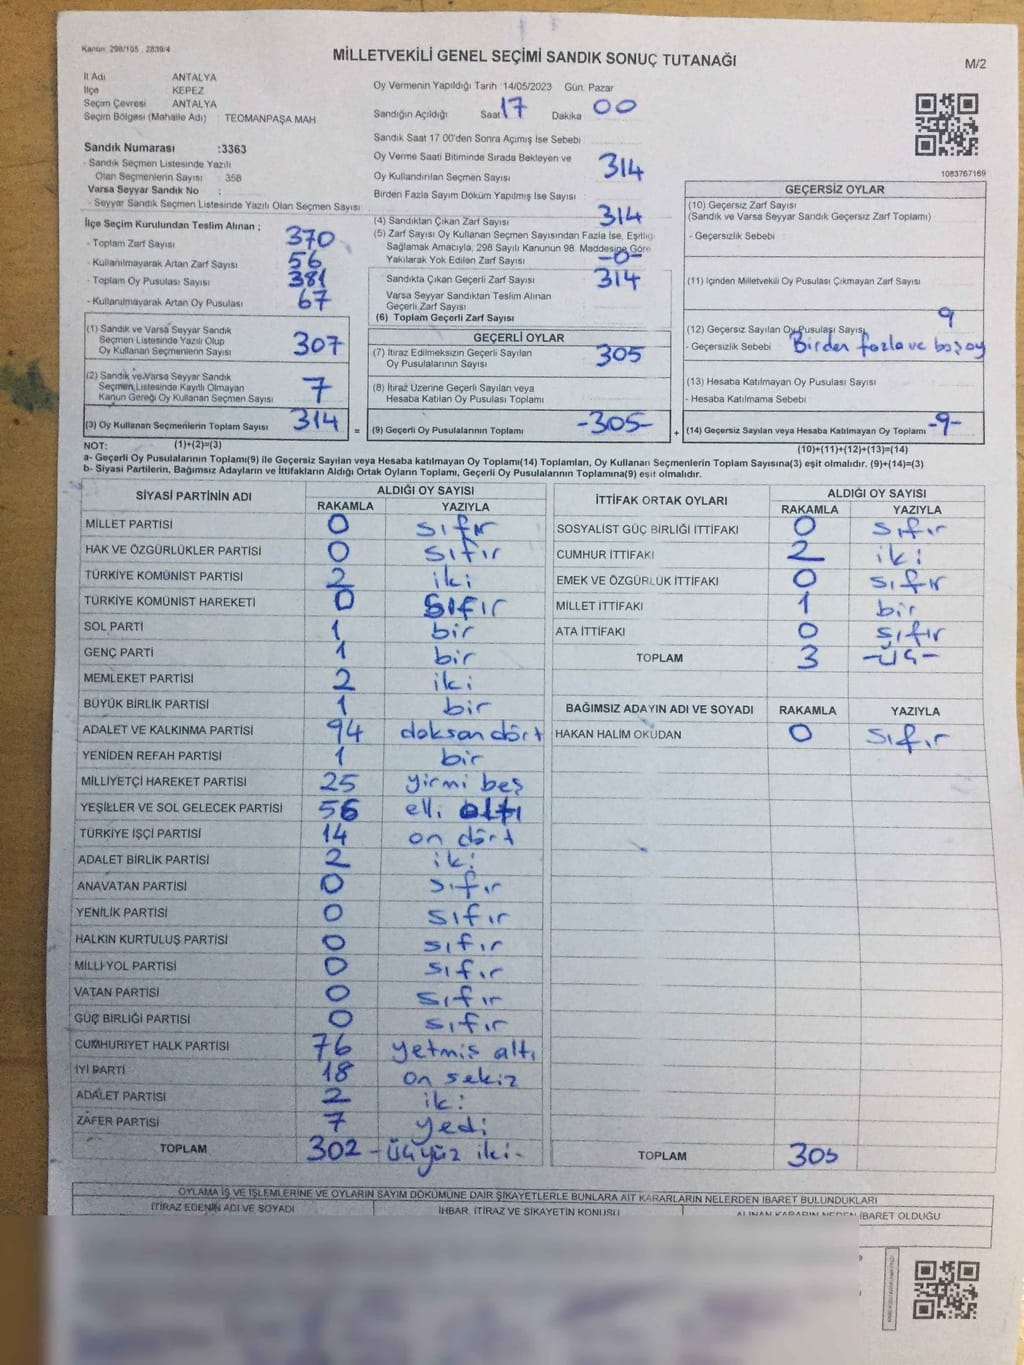 Kanun 298/105 . 2839/4
MİLLETVEKİLİ GENEL SEÇİMİ SANDIK SONUÇ TUTANAĞI
M/2
İl Adı ANTALYA
İlçe KEPEZ
Seçim Çevresi ANTALYA
Seçim Bölgesi (Mahalle Adı) TEOMANPAŞA MAH
Oy Vermenin Yapıldığı Tarih 14/05/2023 Gün. Pazar
Sandığın Açıldığı Saat 17 Dakika 00
Sandık Saat 17 00'den Sonra Açımış İse Sebebi
Oy Verme Saati Bitiminde Sırada Bekleyen ve
Oy Kullandırılan Seçmen Sayısı 314
Birden Fazla Sayım Döküm Yapılmış İse Sayısı
1083767169
Sandık Numarası :3363
- Sandık Seçmen Listesinde Yazılı
Olan Seçmenlerin Sayısı : 358
Varsa Seyyar Sandık No :
- Seyyar Sandık Seçmen Listesinde Yazılı Olan Seçmen Sayısı
İlçe Seçim Kurulundan Teslim Alınan ;
- Toplam Zarf Sayısı 370
- Kullanılmayarak Artan Zarf Sayısı 56
- Toplam Oy Pusulası Sayısı 381
- Kullanılmayarak Artan Oy Pusulası 67
(1) Sandık ve Varsa Seyyar Sandık
Seçmen Listesinde Yazılı Olup
Oy Kullanan Seçmenlerin Sayısı 307
(2) Sandık ve Varsa Seyyar Sandık
Seçmen Listesinde Kayıtlı Olmayan
Kanun Gereği Oy Kullanan Seçmen Sayısı 7
(3) Oy Kullanan Seçmenlerin Toplam Sayısı 314 =
(4) Sandıktan Çıkan Zarf Sayısı 314
(5) Zarf Sayısı Oy Kullanan Seçmen Sayısından Fazla İse, Eşitliğ
Sağlamak Amacıyla, 298 Sayılı Kanunun 98. Maddesine Göre
Yakılarak Yok Edilen Zarf Sayısı -0-
Sandıkta Çıkan Geçerli Zarf Sayısı 314
Varsa Seyyar Sandıktan Teslim Alınan
Geçerli Zarf Sayısı
(6) Toplam Geçerli Zarf Sayısı
GEÇERLİ OYLAR
(7) İtiraz Edilmeksizin Geçerli Sayılan
Oy Pusulalarının Sayısı 305
(8) İtiraz Üzerine Geçerli Sayılan veya
Hesaba Katılan Oy Pusulası Toplamı
(9) Geçerli Oy Pusulalarının Toplamı -305- +
GEÇERSİZ OYLAR
(10) Geçersiz Zarf Sayısı
(Sandık ve Varsa Seyyar Sandık Geçersiz Zarf Toplamı)
- Geçersizlik Sebebi
(11) İçinden Milletvekili Oy Pusulası Çıkmayan Zarf Sayısı
(12) Geçersiz Sayılan Oy Pusulası Sayısı 9
- Geçersizlik Sebebi Birden fazla ve boş oy
(13) Hesaba Katılmayan Oy Pusulası Sayısı
- Hesaba Katılmama Sebebi
(14) Geçersiz Sayılan veya Hesaba Katılmayan Oy Toplamı -9-
NOT: (1)+(2)=(3)
(10)+(11)+(12)+(13)=(14)
a- Geçerli Oy Pusulalarının Toplamı(9) ile Geçersiz Sayılan veya Hesaba katılmayan Oy Toplamı(14) Toplamları, Oy Kullanan Seçmenlerin Toplam Sayısına(3) eşit olmalıdır. (9)+(14)=(3)
b- Siyasi Partilerin, Bağımsız Adayların ve İttifakların Aldığı Ortak Oyların Toplamı, Geçerli Oy Pusulalarının Toplamına(9) eşit olmalıdır.
SİYASİ PARTİNİN ADI ALDIĞI OY SAYISI
RAKAMLA YAZIYLA
MİLLET PARTİSİ 0 sıfır
HAK VE ÖZGÜRLÜKLER PARTİSİ 0 sıfır
TÜRKİYE KOMÜNİST PARTİSİ 2 iki
TÜRKİYE KOMÜNİST HAREKETİ 0 sıfır
SOL PARTİ 1 bir
GENÇ PARTİ 1 bir
MEMLEKET PARTİSİ 2 iki
BÜYÜK BİRLİK PARTİSİ 1 bir
ADALET VE KALKINMA PARTİSİ 94 doksan dört
YENİDEN REFAH PARTİSİ 1 bir
MİLLİYETÇİ HAREKET PARTİSİ 25 yirmi beş
YEŞİLLER VE SOL GELECEK PARTİSİ 56 elli altı
TÜRKİYE İŞÇİ PARTİSİ 14 on dört
ADALET BİRLİK PARTİSİ 2 iki
ANAVATAN PARTİSİ 0 sıfır
YENİLİK PARTİSİ 0 sıfır
HALKIN KURTULUŞ PARTİSİ 0 sıfır
MİLLİ YOL PARTİSİ 0 sıfır
VATAN PARTİSİ 0 sıfır
GÜÇ BİRLİĞİ PARTİSİ 0 sıfır
CUMHURİYET HALK PARTİSİ 76 yetmiş altı
İYİ PARTİ 18 on sekiz
ADALET PARTİSİ 2 iki
ZAFER PARTİSİ 7 yedi
TOPLAM 302 -üçyüz iki-
İTTİFAK ORTAK OYLARI ALDIĞI OY SAYISI
RAKAMLA YAZIYLA
SOSYALİST GÜÇ BİRLİĞİ İTTİFAKI 0 sıfır
CUMHUR İTTİFAKI 2 iki
EMEK VE ÖZGÜRLÜK İTTİFAKI 0 sıfır
MİLLET İTTİFAKI 1 bir
ATA İTTİFAKI 0 sıfır
TOPLAM 3 -üç-
BAĞIMSIZ ADAYIN ADI VE SOYADI RAKAMLA YAZIYLA
HAKAN HALİM OKUDAN 0 sıfır
TOPLAM 305
OYLAMA İŞ VE İŞLEMLERİNE VE OYLARIN SAYIM DÖKÜMÜNE DAİR ŞİKAYETLERLE BUNLARA AİT KARARLARIN NELERDEN İBARET BULUNDUKLARI
İTİRAZ EDENİN ADI VE SOYADI İHBAR, İTİRAZ VE ŞİKAYETİN KONUSU ALINAN KARARIN NEDEN İBARET OLDUĞU